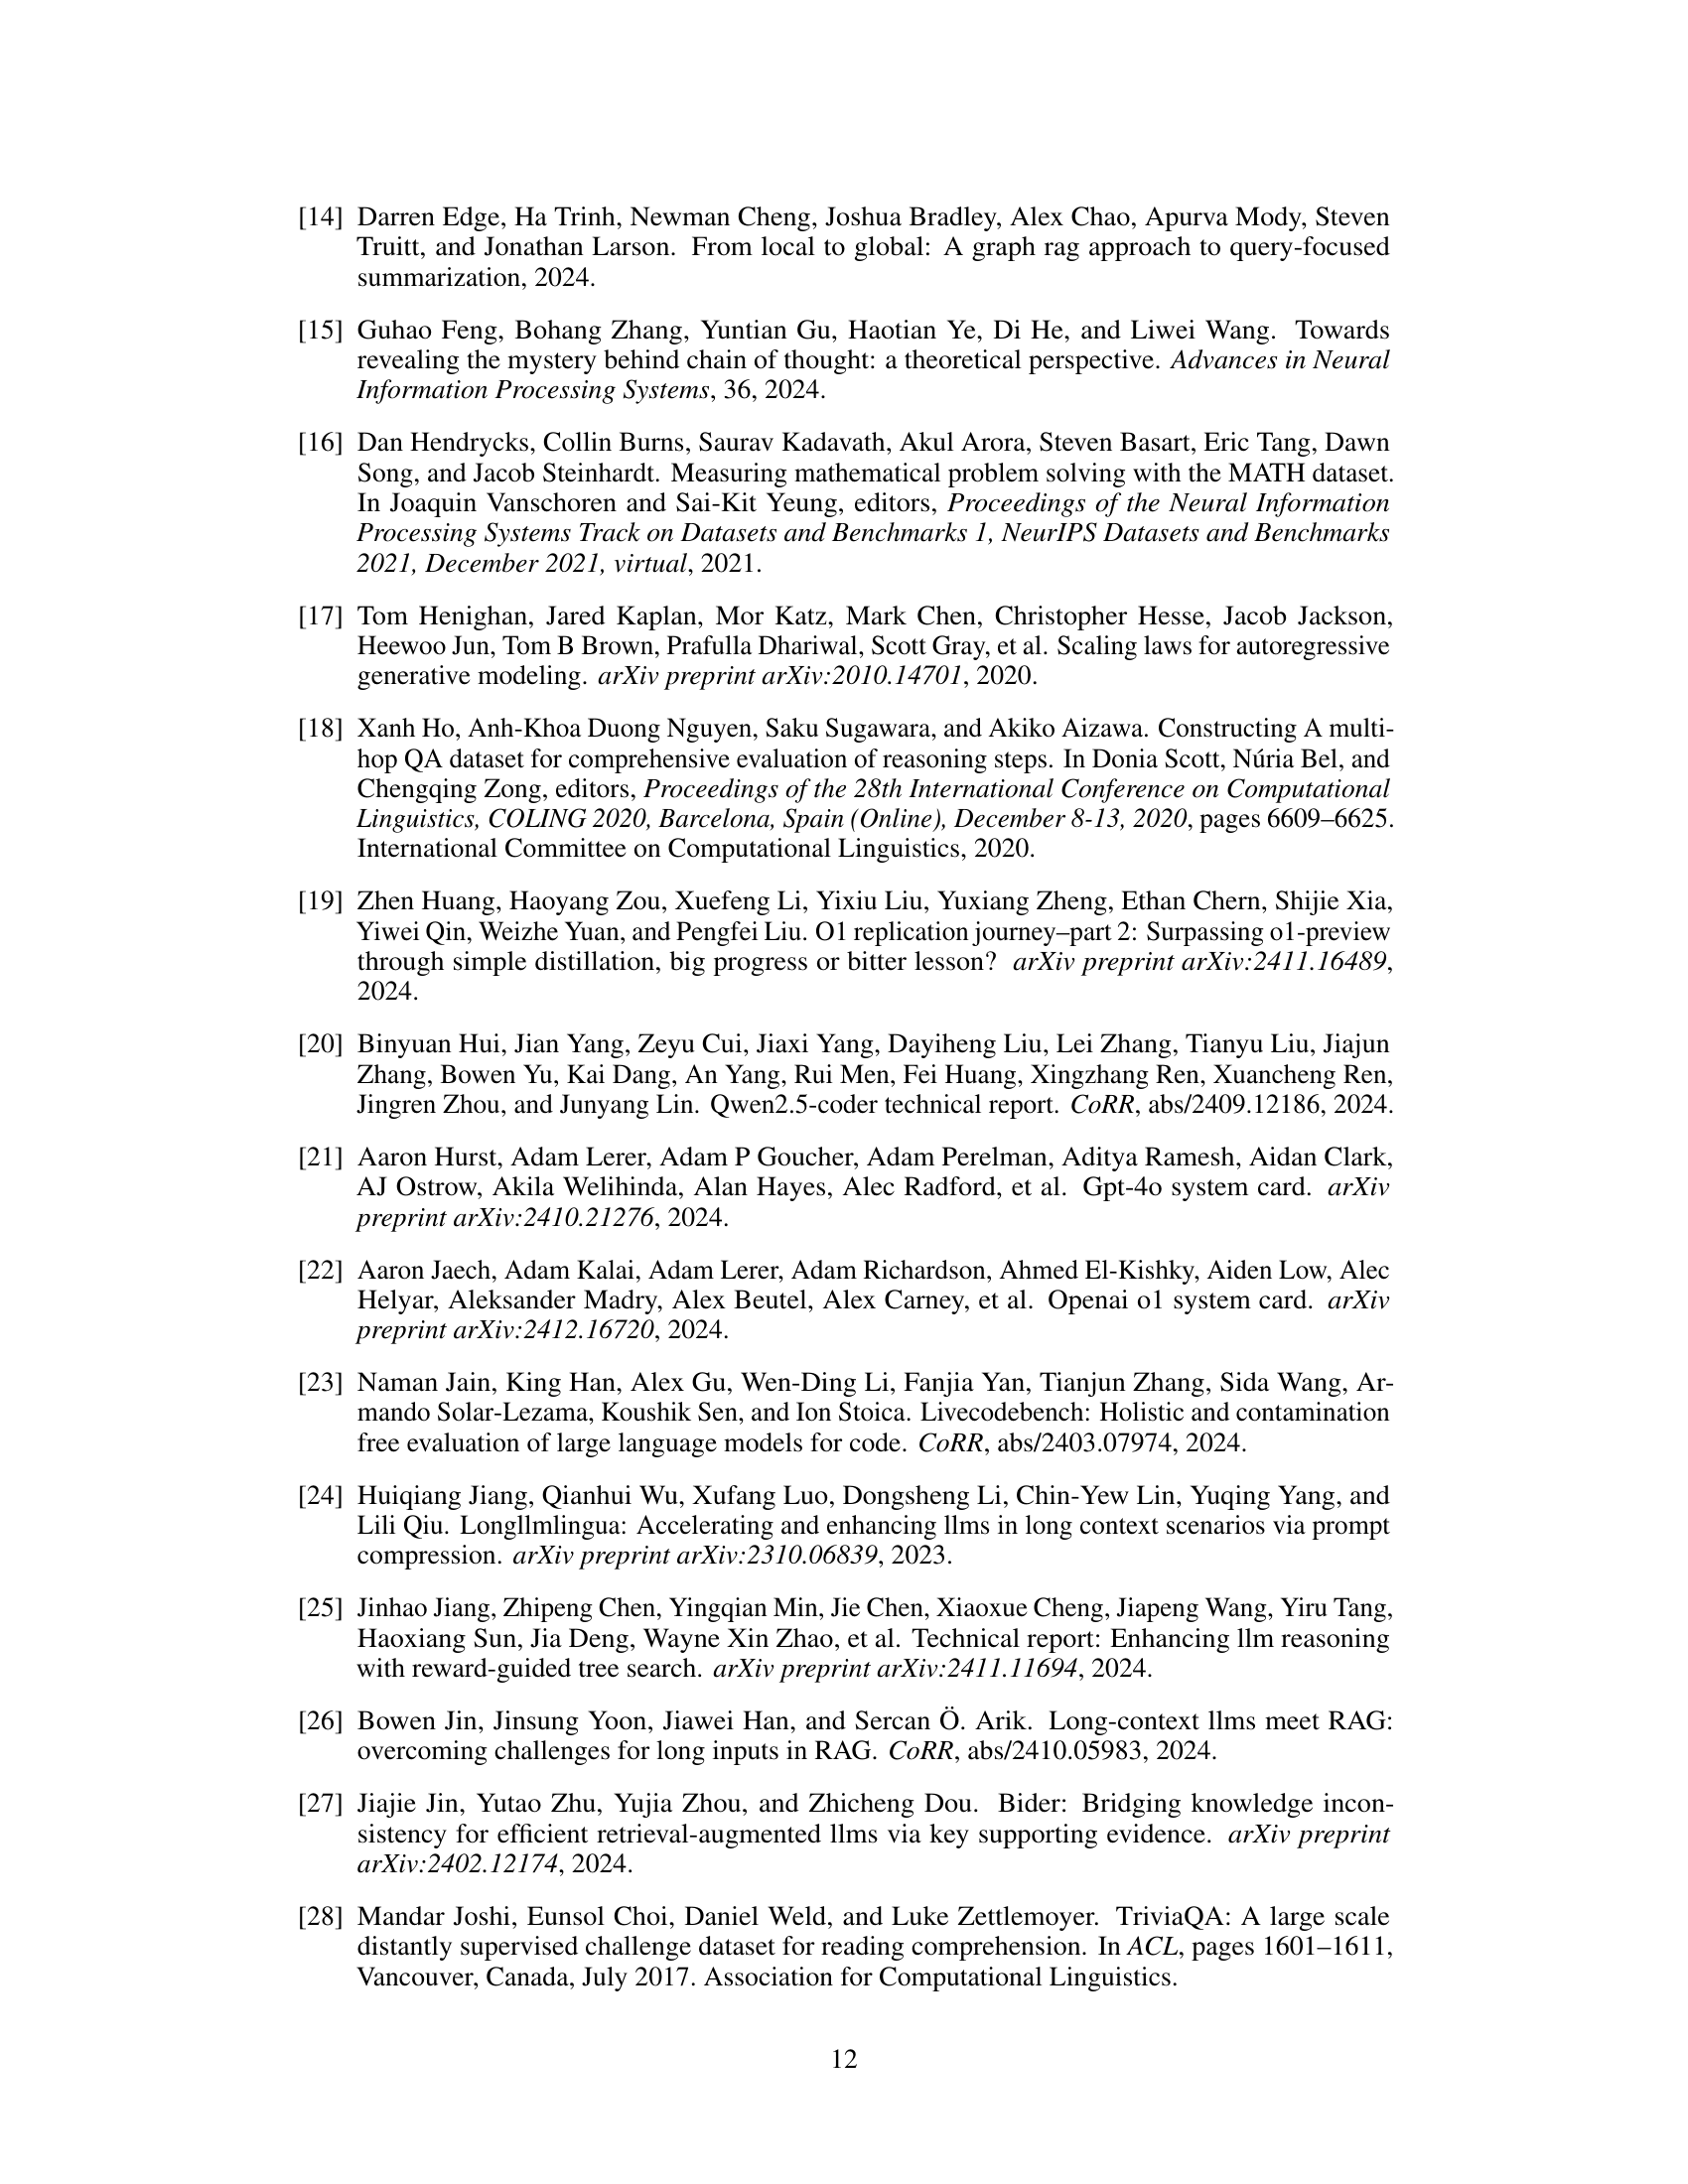 [14] Darren Edge, Ha Trinh, Newman Cheng, Joshua Bradley, Alex Chao, Apurva Mody, Steven
Truitt, and Jonathan Larson. From local to global: A graph rag approach to query-focused
summarization, 2024.
[15] Guhao Feng, Bohang Zhang, Yuntian Gu, Haotian Ye, Di He, and Liwei Wang. Towards
revealing the mystery behind chain of thought: a theoretical perspective. Advances in Neural
Information Processing Systems, 36, 2024.
[16] Dan Hendrycks, Collin Burns, Saurav Kadavath, Akul Arora, Steven Basart, Eric Tang, Dawn
Song, and Jacob Steinhardt. Measuring mathematical problem solving with the MATH dataset.
In Joaquin Vanschoren and Sai-Kit Yeung, editors, Proceedings of the Neural Information
Processing Systems Track on Datasets and Benchmarks 1, NeurIPS Datasets and Benchmarks
2021, December 2021, virtual, 2021.
[17] Tom Henighan, Jared Kaplan, Mor Katz, Mark Chen, Christopher Hesse, Jacob Jackson,
Heewoo Jun, Tom B Brown, Prafulla Dhariwal, Scott Gray, et al. Scaling laws for autoregressive
generative modeling. arXiv preprint arXiv:2010.14701, 2020.
[18] Xanh Ho, Anh-Khoa Duong Nguyen, Saku Sugawara, and Akiko Aizawa. Constructing A multi-
hop QA dataset for comprehensive evaluation of reasoning steps. In Donia Scott, Núria Bel, and
Chengqing Zong, editors, Proceedings of the 28th International Conference on Computational
Linguistics, COLING 2020, Barcelona, Spain (Online), December 8-13, 2020, pages 6609–6625.
International Committee on Computational Linguistics, 2020.
[19] Zhen Huang, Haoyang Zou, Xuefeng Li, Yixiu Liu, Yuxiang Zheng, Ethan Chern, Shijie Xia,
Yiwei Qin, Weizhe Yuan, and Pengfei Liu. O1 replication journey–part 2: Surpassing o1-preview
through simple distillation, big progress or bitter lesson? arXiv preprint arXiv:2411.16489,
2024.
[20] Binyuan Hui, Jian Yang, Zeyu Cui, Jiaxi Yang, Dayiheng Liu, Lei Zhang, Tianyu Liu, Jiajun
Zhang, Bowen Yu, Kai Dang, An Yang, Rui Men, Fei Huang, Xingzhang Ren, Xuancheng Ren,
Jingren Zhou, and Junyang Lin. Qwen2.5-coder technical report. CoRR, abs/2409.12186, 2024.
[21] Aaron Hurst, Adam Lerer, Adam P Goucher, Adam Perelman, Aditya Ramesh, Aidan Clark,
AJ Ostrow, Akila Welihinda, Alan Hayes, Alec Radford, et al. Gpt-4o system card. arXiv
preprint arXiv:2410.21276, 2024.
[22] Aaron Jaech, Adam Kalai, Adam Lerer, Adam Richardson, Ahmed El-Kishky, Aiden Low, Alec
Helyar, Aleksander Madry, Alex Beutel, Alex Carney, et al. Openai o1 system card. arXiv
preprint arXiv:2412.16720, 2024.
[23] Naman Jain, King Han, Alex Gu, Wen-Ding Li, Fanjia Yan, Tianjun Zhang, Sida Wang, Ar-
mando Solar-Lezama, Koushik Sen, and Ion Stoica. Livecodebench: Holistic and contamination
free evaluation of large language models for code. CoRR, abs/2403.07974, 2024.
[24] Huiqiang Jiang, Qianhui Wu, Xufang Luo, Dongsheng Li, Chin-Yew Lin, Yuqing Yang, and
Lili Qiu. Longllmlingua: Accelerating and enhancing llms in long context scenarios via prompt
compression. arXiv preprint arXiv:2310.06839, 2023.
[25] Jinhao Jiang, Zhipeng Chen, Yingqian Min, Jie Chen, Xiaoxue Cheng, Jiapeng Wang, Yiru Tang,
Haoxiang Sun, Jia Deng, Wayne Xin Zhao, et al. Technical report: Enhancing llm reasoning
with reward-guided tree search. arXiv preprint arXiv:2411.11694, 2024.
[26] Bowen Jin, Jinsung Yoon, Jiawei Han, and Sercan Ö. Arik. Long-context llms meet RAG:
overcoming challenges for long inputs in RAG. CoRR, abs/2410.05983, 2024.
[27] Jiajie Jin, Yutao Zhu, Yujia Zhou, and Zhicheng Dou. Bider: Bridging knowledge incon-
sistency for efficient retrieval-augmented llms via key supporting evidence. arXiv preprint
arXiv:2402.12174, 2024.
[28] Mandar Joshi, Eunsol Choi, Daniel Weld, and Luke Zettlemoyer. TriviaQA: A large scale
distantly supervised challenge dataset for reading comprehension. In ACL, pages 1601–1611,
Vancouver, Canada, July 2017. Association for Computational Linguistics.
12